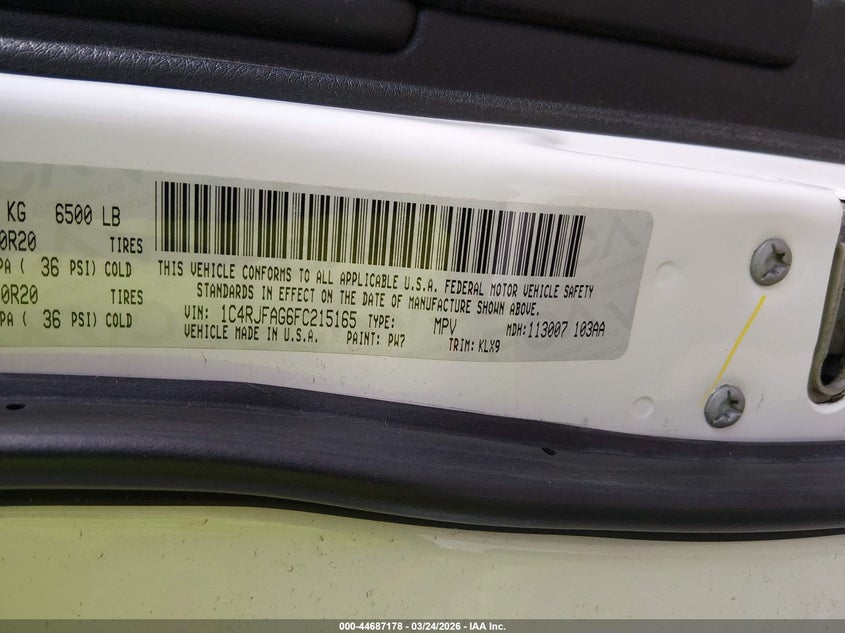 KG 6500 LB
0R20 TIRES
PA ( 36 PSI) COLD
0R20 TIRES
PA ( 36 PSI) COLD
THIS VEHICLE CONFORMS TO ALL APPLICABLE U.S.A. FEDERAL MOTOR VEHICLE SAFETY
STANDARDS IN EFFECT ON THE DATE OF MANUFACTURE SHOWN ABOVE.
VIN: 1C4RJFAG6FC215165 TYPE: MPV MDH:113007 103AA
VEHICLE MADE IN U.S.A. PAINT: PW7 TRIM: KLX9
000-44687178 - 03/24/2026 - IAA Inc.